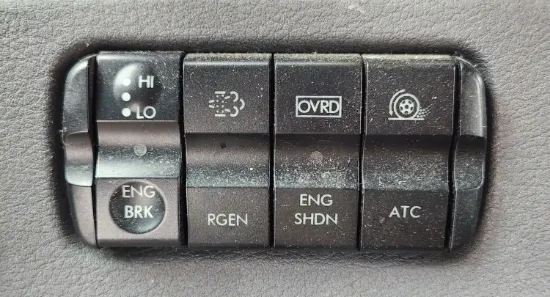 HI
LO
ENG
BRK
RGEN
OVRD
ENG
SHDN
ATC